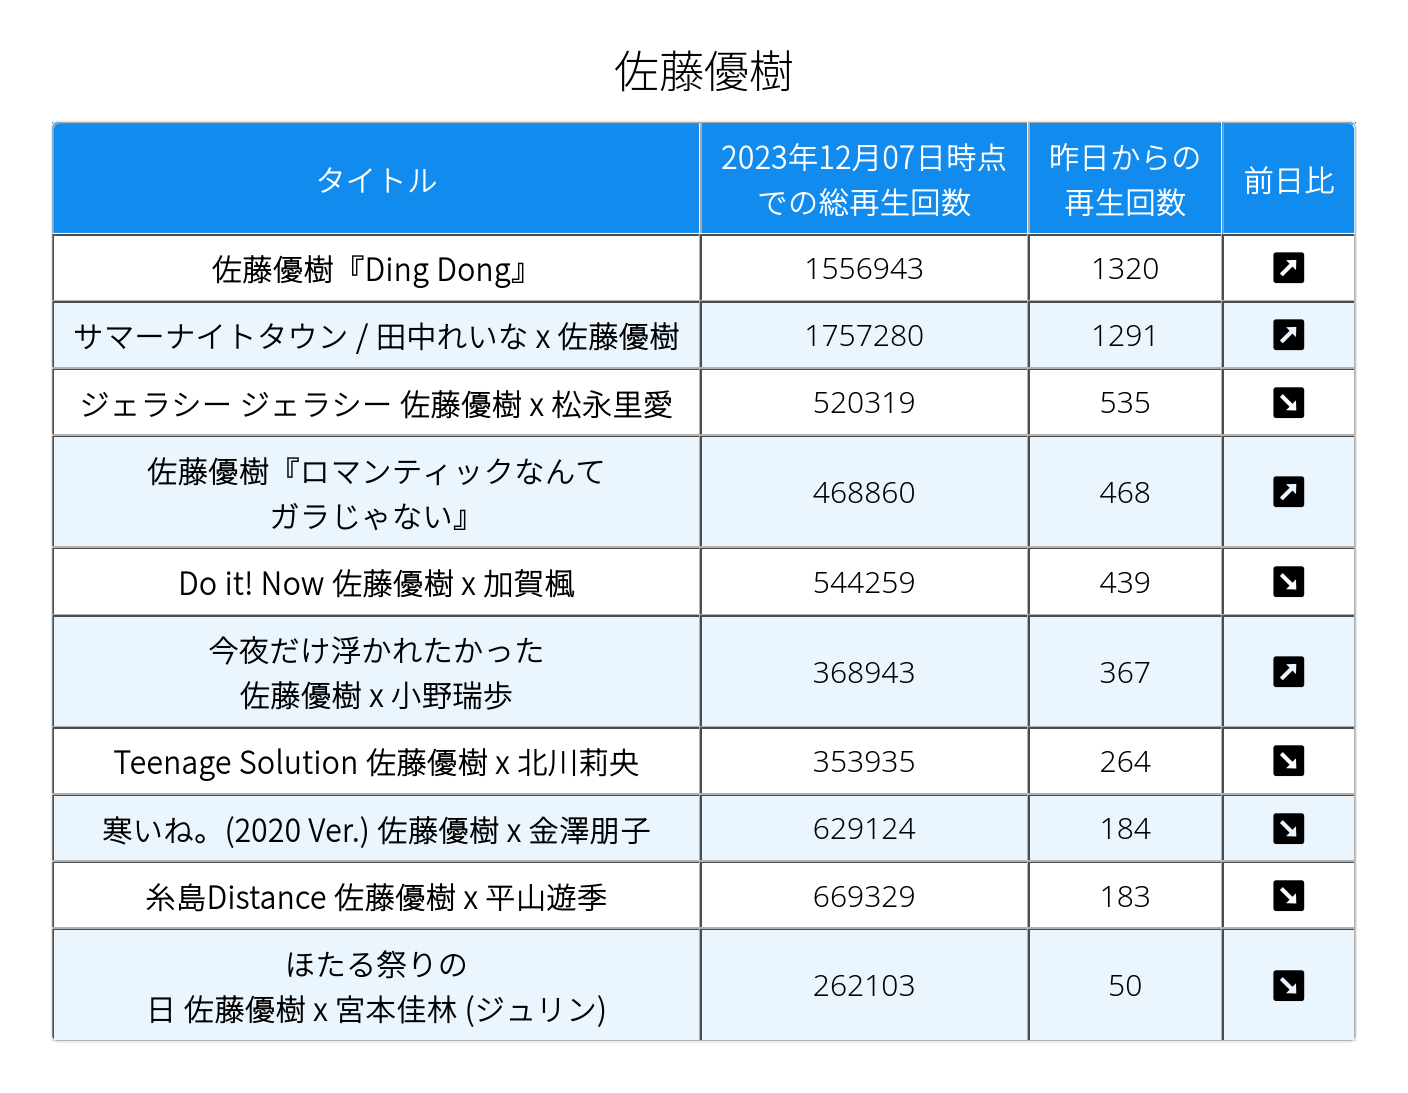 佐藤優樹
タイトル
2023年12月07日時点
での総再生回数
昨日からの
再生回数
前日比
佐藤優樹『Ding Dong』 1556943 1320 ↗
サマーナイトタウン / 田中れいな x 佐藤優樹 1757280 1291 ↗
ジェラシー ジェラシー 佐藤優樹 x 松永里愛 520319 535 ↘
佐藤優樹『ロマンティックなんて
ガラじゃない』 468860 468 ↗
Do it! Now 佐藤優樹 x 加賀楓 544259 439 ↘
今夜だけ浮かれたかった
佐藤優樹 x 小野瑞歩 368943 367 ↗
Teenage Solution 佐藤優樹 x 北川莉央 353935 264 ↘
寒いね。(2020 Ver.) 佐藤優樹 x 金澤朋子 629124 184 ↘
糸島Distance 佐藤優樹 x 平山遊季 669329 183 ↘
ほたる祭りの
日 佐藤優樹 x 宮本佳林 (ジュリン) 262103 50 ↘